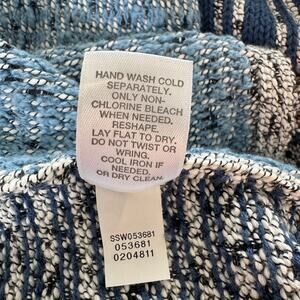 HAND WASH COLD
SEPARATELY.
ONLY NON-
CHLORINE BLEACH
WHEN NEEDED.
RESHAPE.
LAY FLAT TO DRY.
DO NOT TWIST OR
WRING.
COOL IRON IF
NEEDED.
OR DRY CLEAN.
SSW053681
053681
0204811